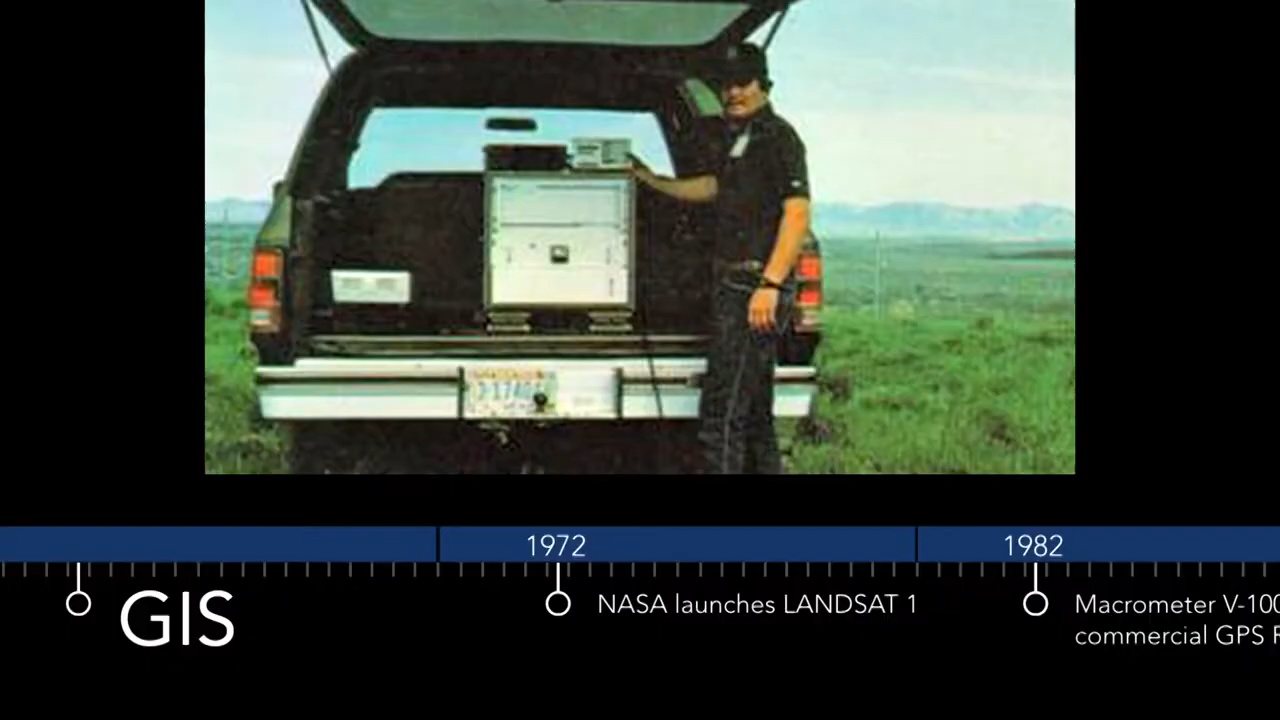 1972
1982
GIS
NASA launches LANDSAT 1
Macrometer V-100
commercial GPS